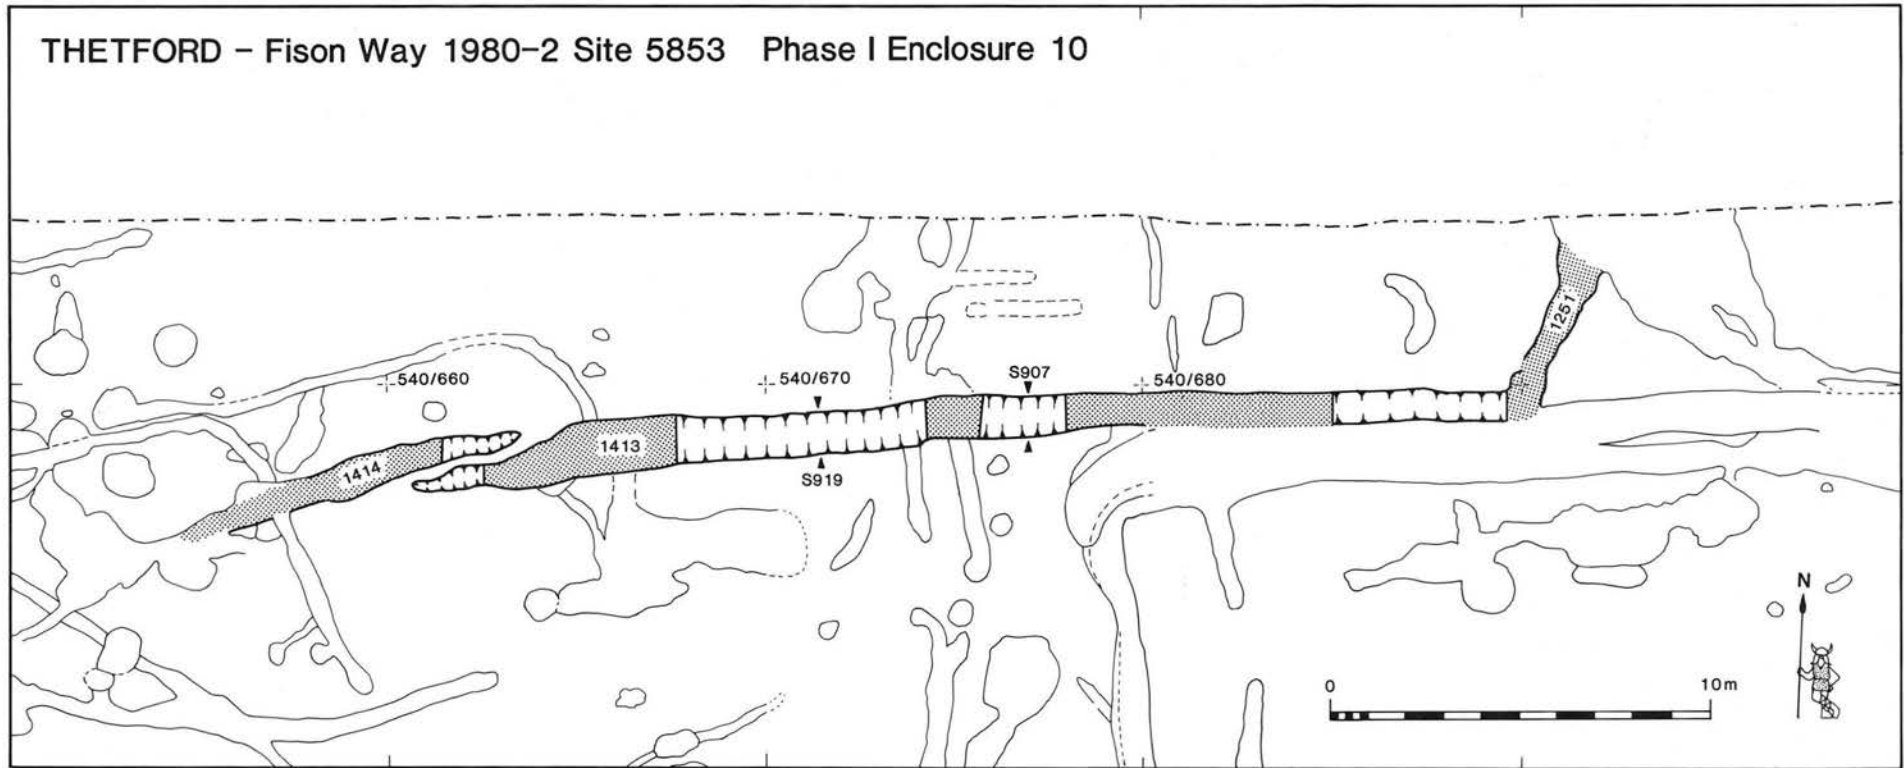 THETFORD – Fison Way 1980–2 Site 5853 Phase I Enclosure 10
1251
540/660
540/670
S907
540/680
1413
1414
S919
N
0 10m